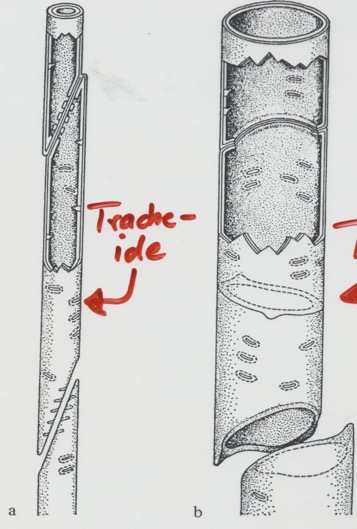 Trache-
ide
a
b